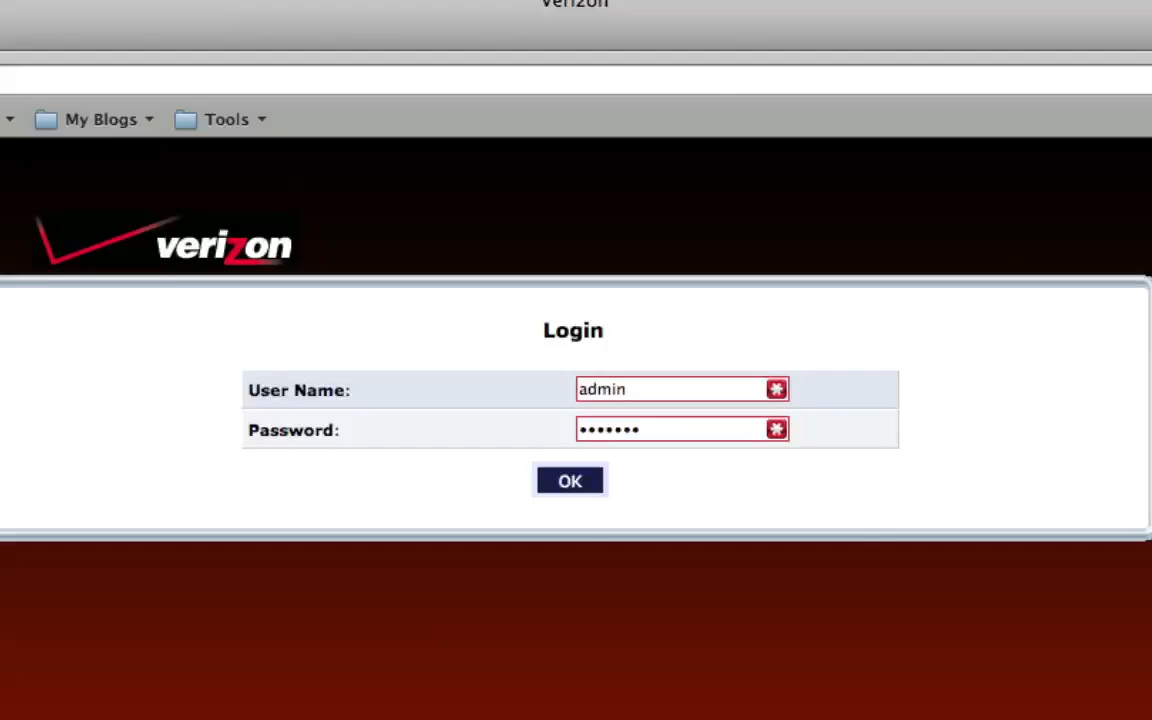 Verizon
My Blogs
Tools
verizon
Login
User Name:
admin
Password:
•••••••
OK